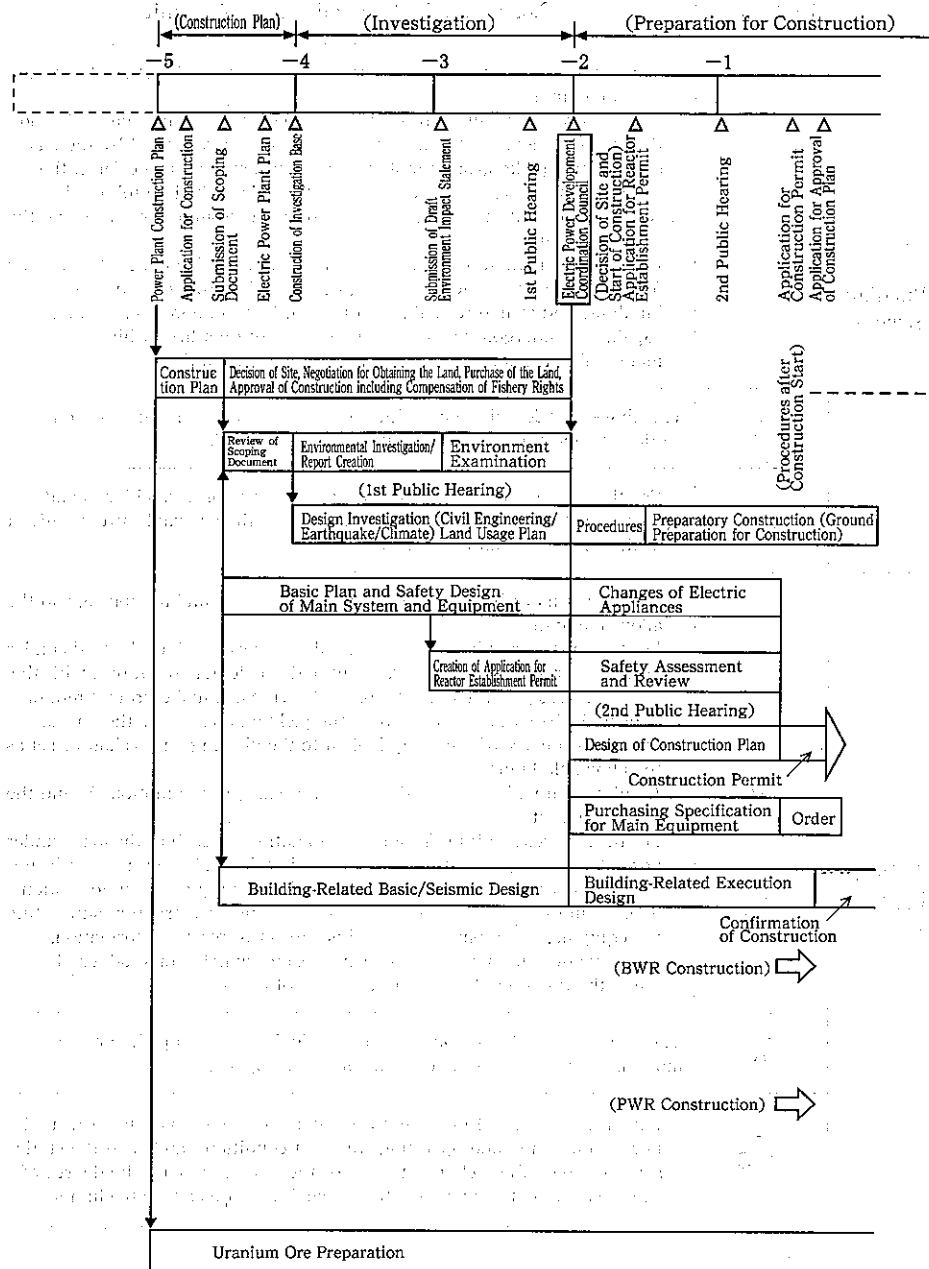 (Construction Plan)
(Investigation)
(Preparation for Construction)
−5
−4
−3
−2
−1
Power Plant Construction Plan
Application for Construction
Submission of Scoping
Document
Electric Power Plant Plan
Construction of Investigation Base
Submission of Draft
Environment Impact Stalement
1st Public Hearing
Electric Power Development
Coordination Council
(Decision of Site and
Start of Construction)
Application for Reactor
Establishment Permit
2nd Public Hearing
Application for
Construction Permit
Application for Approval
of Construction Plan
(Procedures after
Construction Start)
Construc
tion Plan
Decision of Site, Negotiation for Obtaining the Land, Purchase of the Land,
Approval of Construction including Compensation of Fishery Rights
Review of
Scoping
Document
Environmental Investigation/
Report Creation
Environment
Examination
(1st Public Hearing)
Design Investigation (Civil Engineering/
Earthquake/Climate) Land Usage Plan
Procedures
Preparatory Construction (Ground
Preparation for Construction)
Basic Plan and Safety Design
of Main System and Equipment
Changes of Electric
Appliances
Creation of Application for
Reactor Establishment Permit
Safety Assessment
and Review
(2nd Public Hearing)
Design of Construction Plan
Construction Permit
Purchasing Specification
for Main Equipment
Order
Building-Related Basic/Seismic Design
Building-Related Execution
Design
Confirmation
of Construction
(BWR Construction)
(PWR Construction)
Uranium Ore Preparation